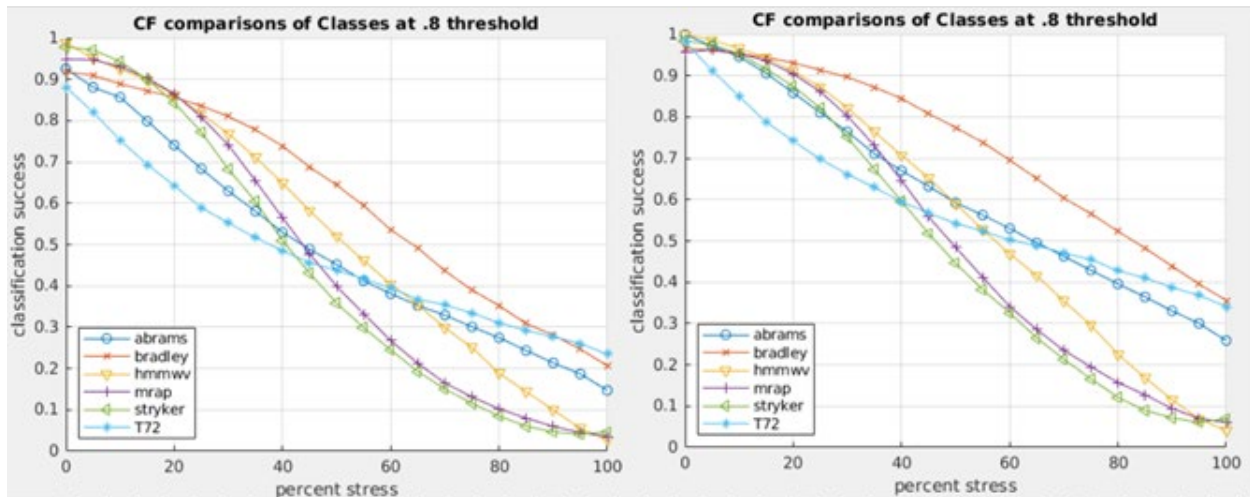 CF comparisons of Classes at .8 threshold
1
0.9
0.8
0.7
0.6
0.5
0.4
0.3
0.2
0.1
0
classification success
abrams
bradley
hmmwv
mrap
stryker
T72
0 20 40 60 80 100
percent stress
CF comparisons of Classes at .8 threshold
1
0.9
0.8
0.7
0.6
0.5
0.4
0.3
0.2
0.1
0
classification success
abrams
bradley
hmmwv
mrap
stryker
T72
0 20 40 60 80 100
percent stress